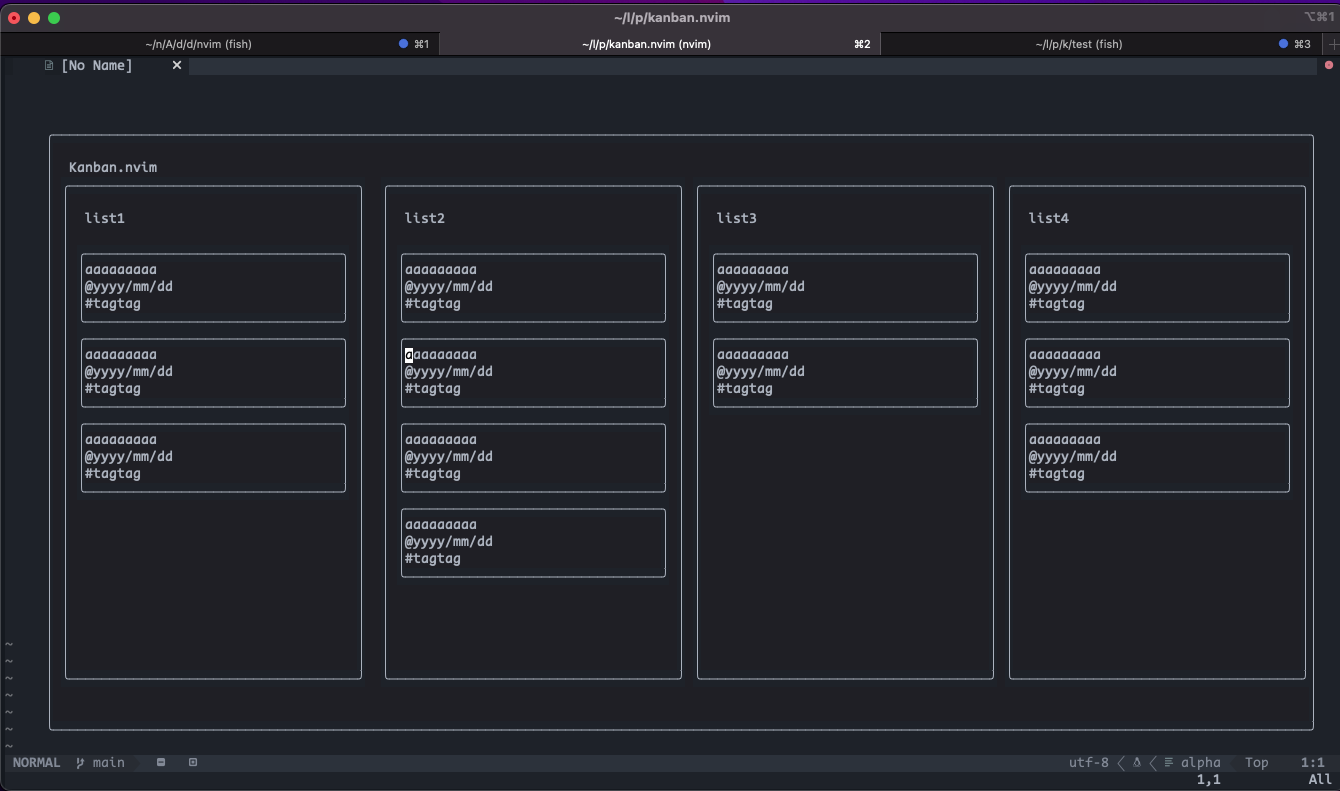 ~/l/p/kanban.nvim
⌥⌘1
~/n/A/d/d/nvim (fish) ⌘1
~/l/p/kanban.nvim (nvim) ⌘2
~/l/p/k/test (fish) ⌘3
[No Name] ×
Kanban.nvim
list1
aaaaaaaaa
@yyyy/mm/dd
#tagtag
aaaaaaaaa
@yyyy/mm/dd
#tagtag
aaaaaaaaa
@yyyy/mm/dd
#tagtag
list2
aaaaaaaaa
@yyyy/mm/dd
#tagtag
aaaaaaaaa
@yyyy/mm/dd
#tagtag
aaaaaaaaa
@yyyy/mm/dd
#tagtag
aaaaaaaaa
@yyyy/mm/dd
#tagtag
list3
aaaaaaaaa
@yyyy/mm/dd
#tagtag
aaaaaaaaa
@yyyy/mm/dd
#tagtag
list4
aaaaaaaaa
@yyyy/mm/dd
#tagtag
aaaaaaaaa
@yyyy/mm/dd
#tagtag
aaaaaaaaa
@yyyy/mm/dd
#tagtag
~
~
~
~
~
~
~
NORMAL main utf-8 alpha Top 1:1
1,1 All